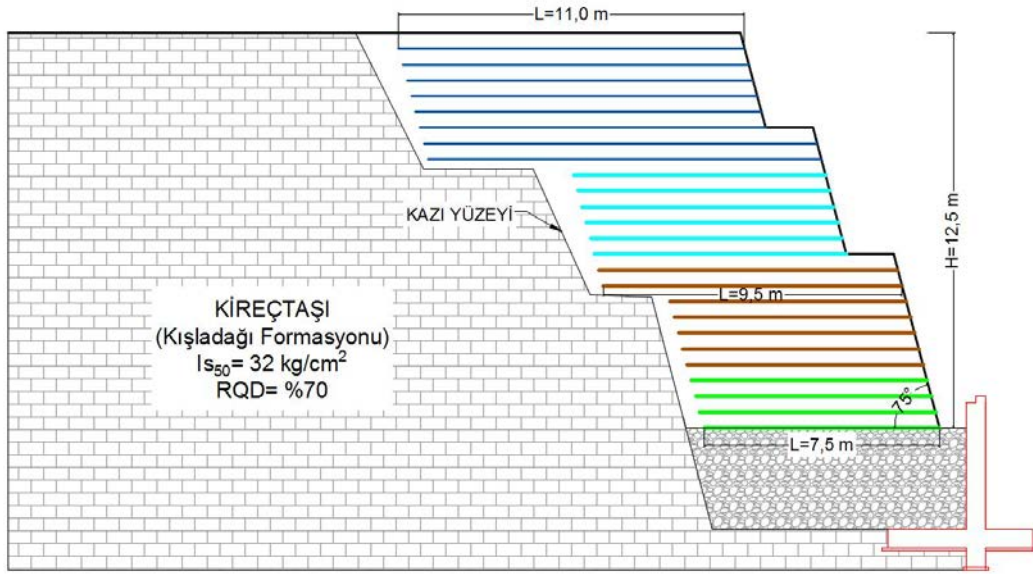 L=11,0 m
KAZI YÜZEYİ
H=12,5 m
KİREÇTAŞI
(Kışladağı Formasyonu)
Is50= 32 kg/cm²
RQD= %70
L=9,5 m
75°
L=7,5 m